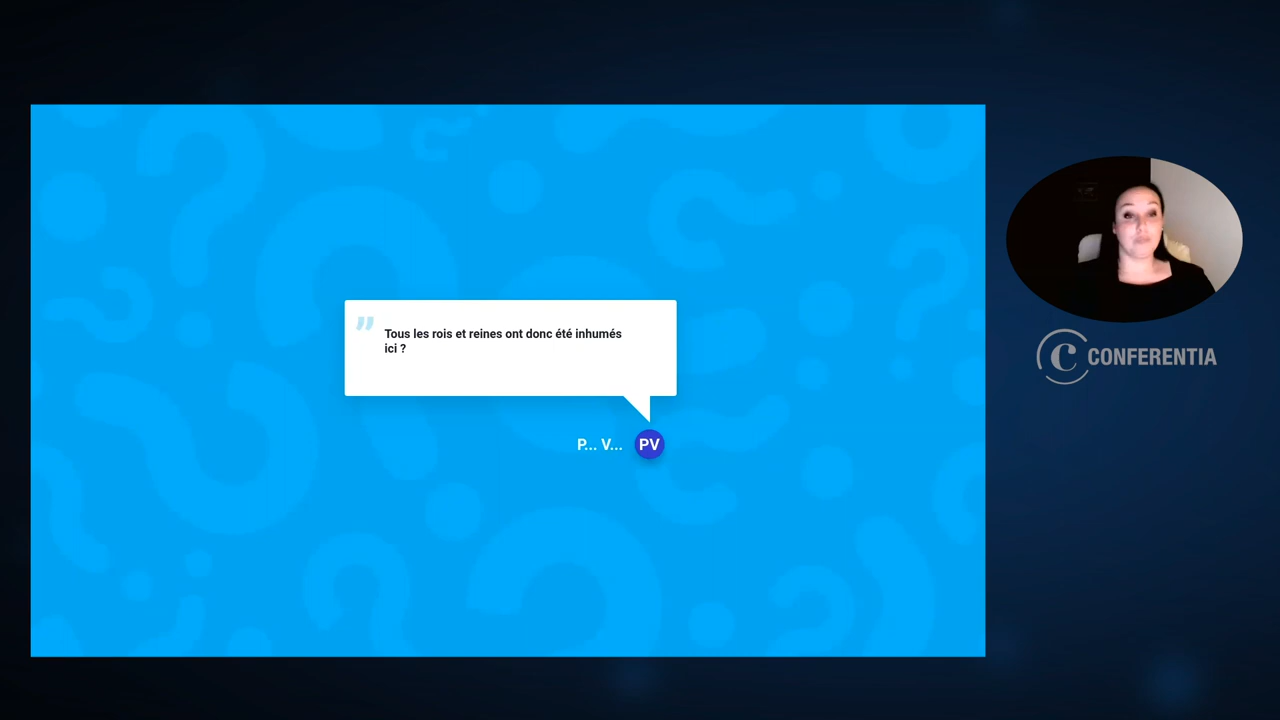 Tous les rois et reines ont donc été inhumés
ici ?
P... V...
PV
CONFERENTIA